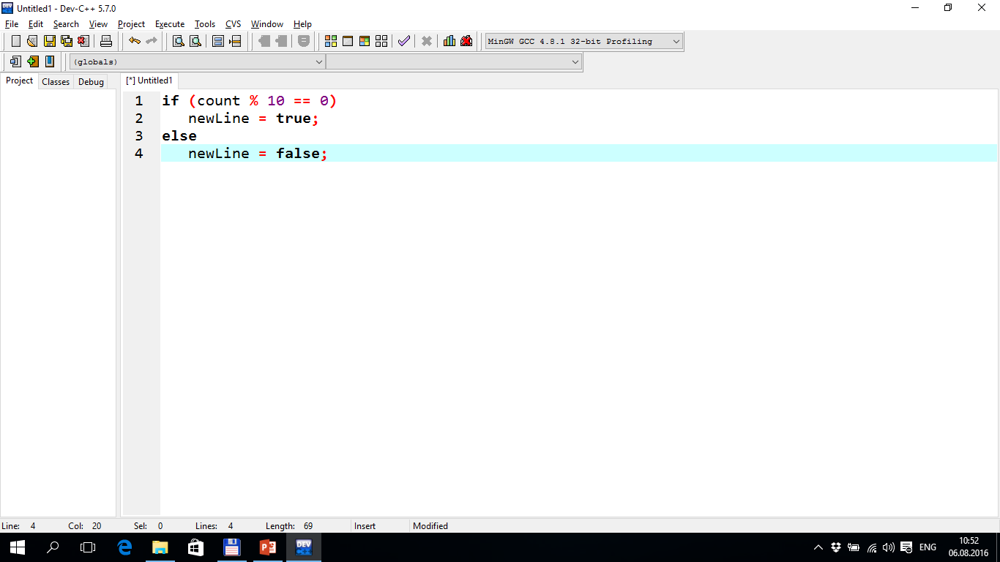 Untitled1 - Dev-C++ 5.7.0
File Edit Search View Project Execute Tools CVS Window Help
MinGW GCC 4.8.1 32-bit Profiling
(globals)
Project Classes Debug
[*] Untitled1
1 if (count % 10 == 0)
2    newLine = true;
3 else
4    newLine = false;
Line: 4 Col: 20 Sel: 0 Lines: 4 Length: 69 Insert Modified
ENG
10:52
06.08.2016